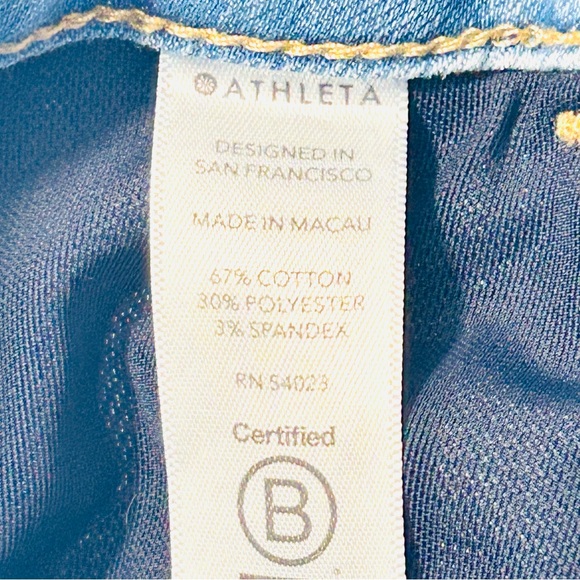 ATHLETA
DESIGNED IN
SAN FRANCISCO
MADE IN MACAU
67% COTTON
30% POLYESTER
3% SPANDEX
RN 54023
Certified
B
®